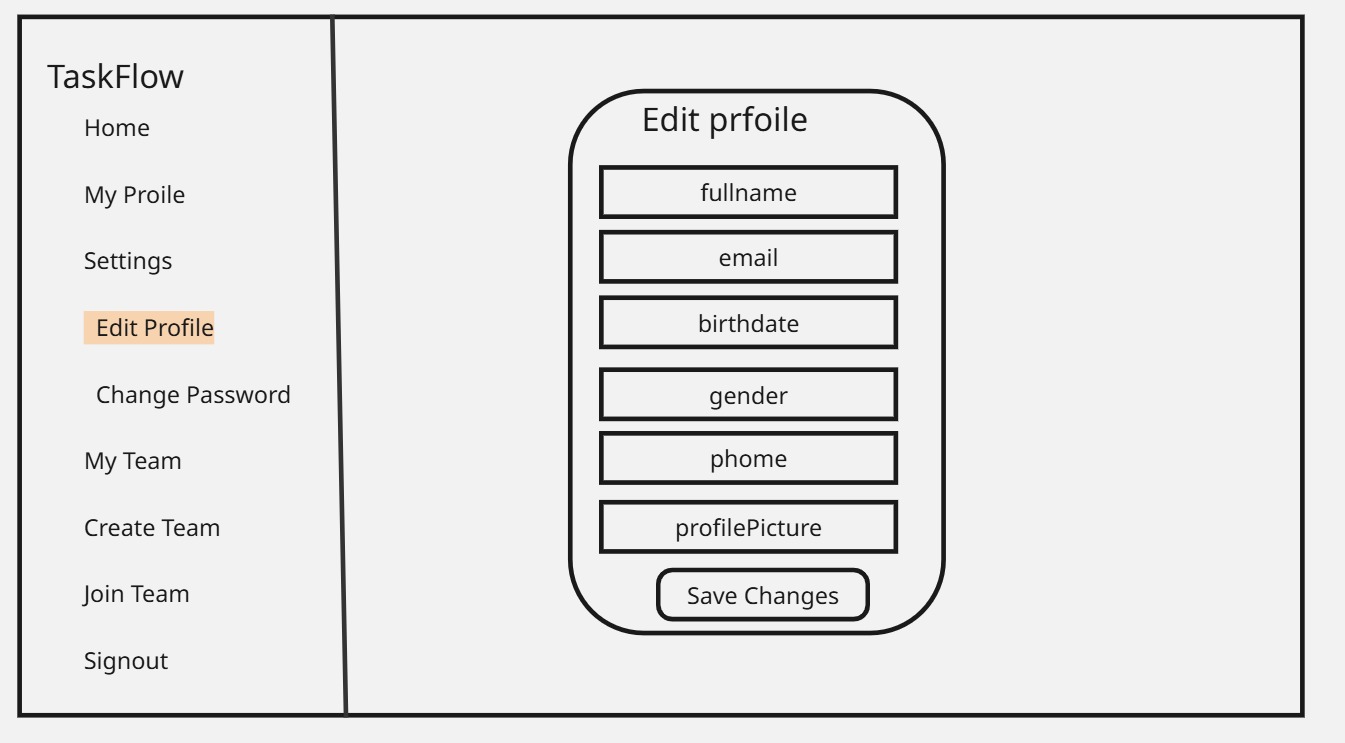 TaskFlow
Home
My Proile
Settings
Edit Profile
Change Password
My Team
Create Team
Join Team
Signout
Edit prfoile
fullname
email
birthdate
gender
phome
profilePicture
Save Changes